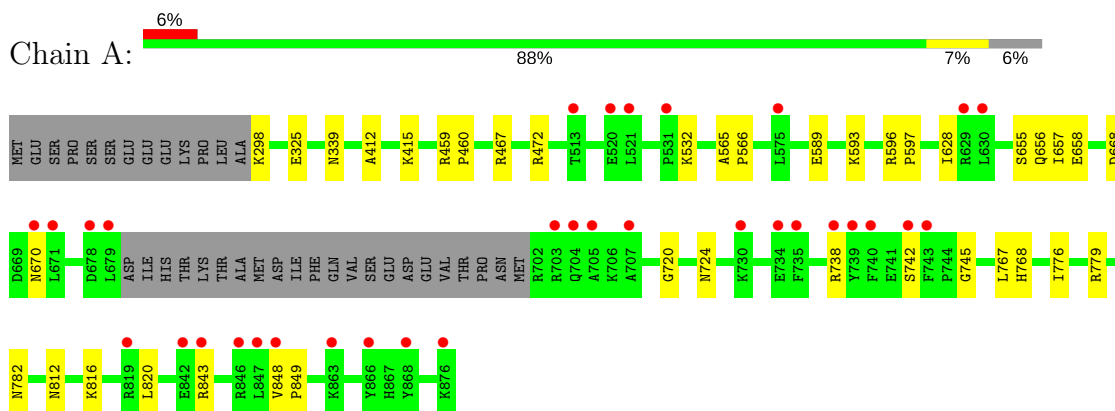 6%
Chain A:
88% 7% 6%
MET GLU SER PRO SER SER GLU GLU GLU LYS PRO LEU ALA K298 E325 N339 A412 K415 R459 P460 R467 R472 T513 E520 L521 P531 K532 A565 P566 L575 E589 K593 R596 P597 I628 R629 L630 S655 Q656 I657 E658
D669 N670 L671 D678 L679 ASP ILE HIS THR LYS THR ALA MET ASP ILE PHE GLN VAL SER GLU ASP GLU VAL THR PRO ASN MET R702 R703 Q704 A705 K706 A707 G720 N724 K730 E734 F735 R738 Y739 F740 E741 S742 F743 P744 G745 L767 H768 I776 R779
N782 N812 K816 R819 L820 E842 R843 R846 L847 V848 P849 K863 Y866 H867 Y868 K876